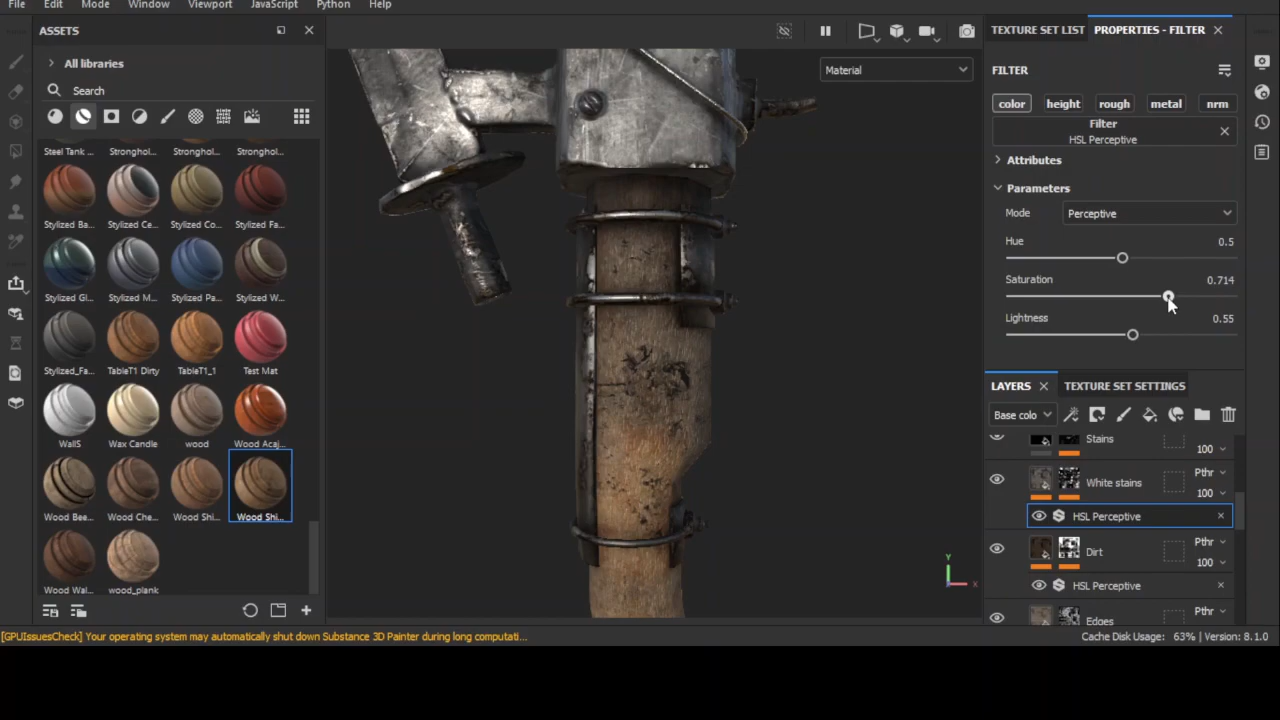 File Edit Mode Window Viewport JavaScript Python Help
ASSETS
All libraries
Search
Steel Tank ... Stronghol... Stronghol... Stronghol...
Stylized Ba... Stylized Ce... Stylized Co... Stylized Fa...
Stylized Gl... Stylized M... Stylized Pa... Stylized W...
Stylized_Fa... TableT1 Dirty TableT1_1 Test Mat
WallS Wax Candle wood Wood Acaj...
Wood Bee... Wood Che... Wood Shi... Wood Shi...
Wood Wal... wood_plank
Material
Y
X
TEXTURE SET LIST PROPERTIES - FILTER
FILTER
color height rough metal nrm
Filter
HSL Perceptive
Attributes
Parameters
Mode Perceptive
Hue 0.5
Saturation 0.714
Lightness 0.55
LAYERS TEXTURE SET SETTINGS
Base colo
Stains
100
White stains Pthr
100
HSL Perceptive
Dirt Pthr
100
HSL Perceptive
Edges Pthr
[GPUIssuesCheck] Your operating system may automatically shut down Substance 3D Painter during long computati...
Cache Disk Usage: 63% | Version: 8.1.0